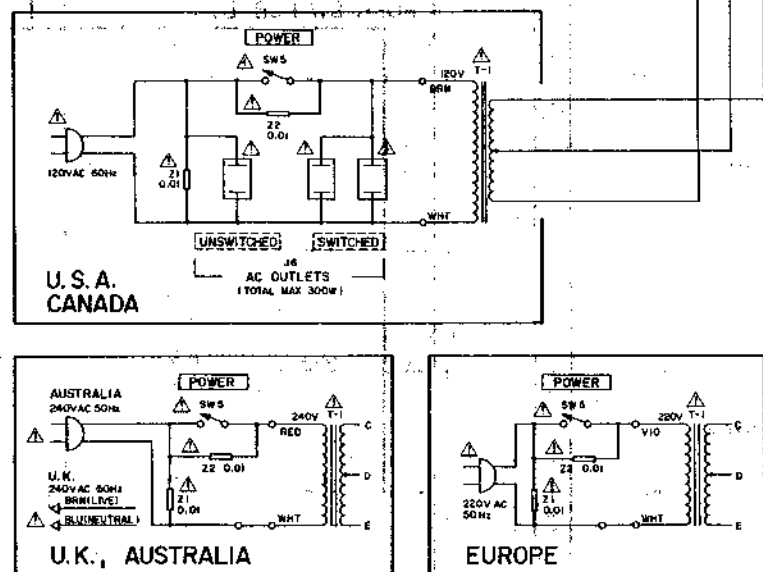 POWER
SW5
120V
T-1
BRN
Z2
0.01
120VAC 60Hz
Z1
0.01
WHT
UNSWITCHED
SWITCHED
J6
AC OUTLETS
(TOTAL MAX 300W)
U.S.A.
CANADA
POWER
AUSTRALIA
240VAC 50Hz
SW5
240V
T-1
C
RED
Z2 0.01
D
U.K.
240VAC 50Hz
BRN(LIVE)
Z1
0.01
BLU(NEUTRAL)
WHT
E
U.K., AUSTRALIA
POWER
SW5
220V
T-1
C
VIO
Z2 0.01
D
220V AC
50Hz
Z1
0.01
WHT
E
EUROPE